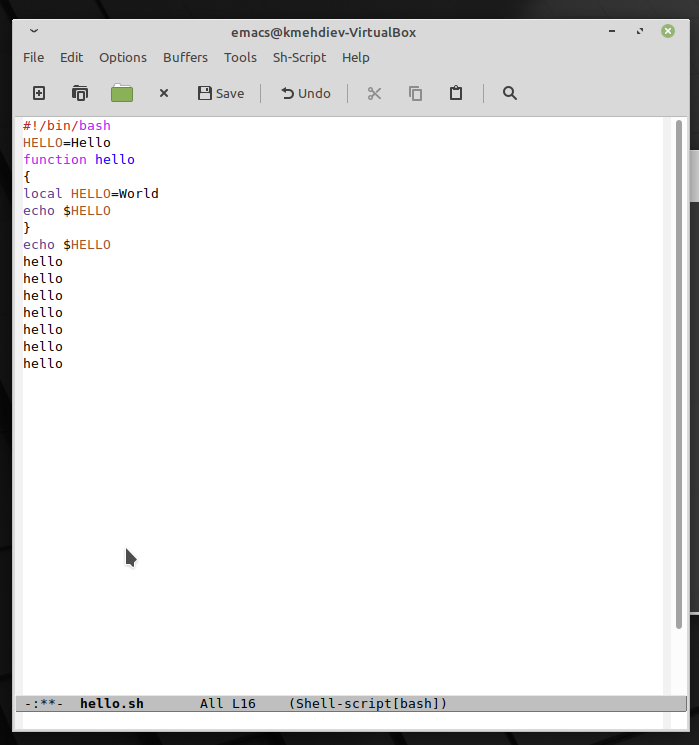 emacs@kmehdiev-VirtualBox
File Edit Options Buffers Tools Sh-Script Help
Save Undo
#!/bin/bash
HELLO=Hello
function hello
{
local HELLO=World
echo $HELLO
}
echo $HELLO
hello
hello
hello
hello
hello
hello
hello
-:**- hello.sh All L16 (Shell-script[bash])